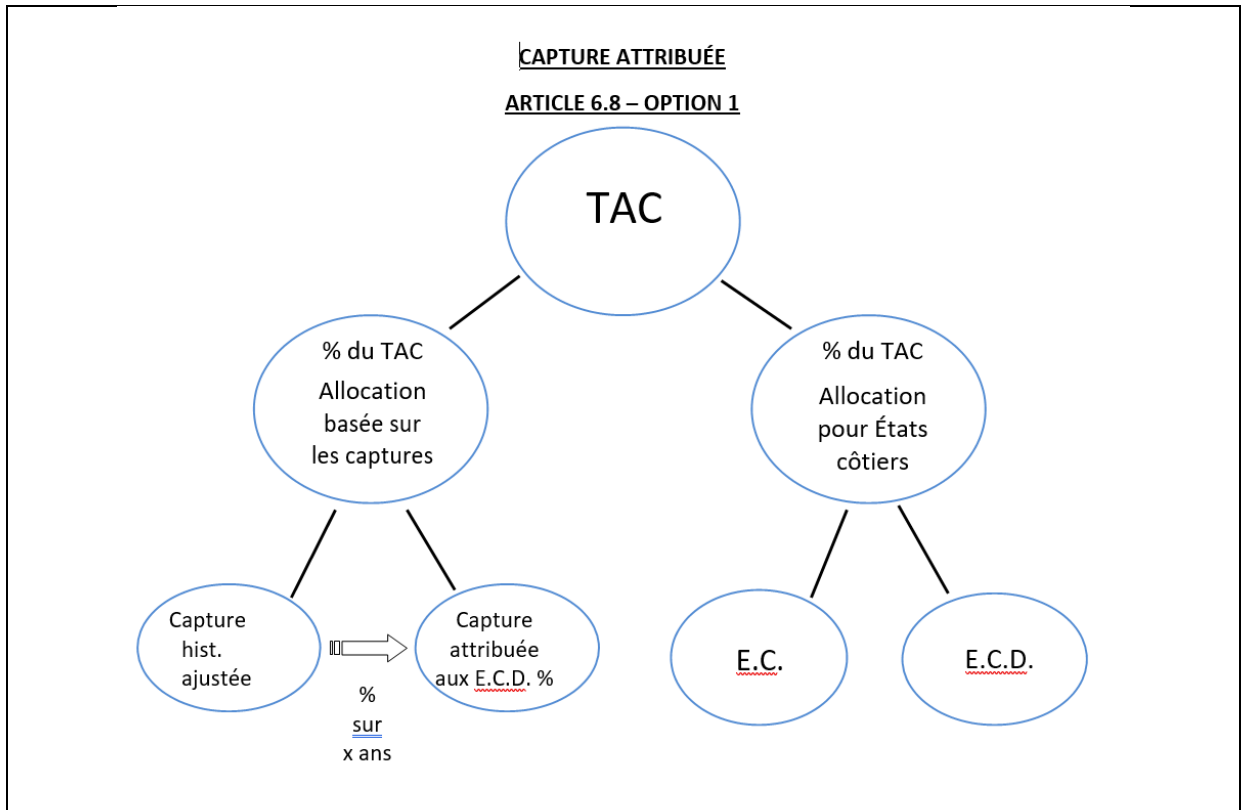 CAPTURE ATTRIBUÉE
ARTICLE 6.8 – OPTION 1
TAC
% du TAC
Allocation
basée sur
les captures
% du TAC
Allocation
pour États
côtiers
Capture
hist.
ajustée
%
sur
x ans
Capture
attribuée
aux E.C.D. %
E.C.
E.C.D.